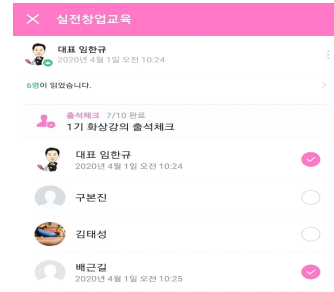 실전창업교육
대표 임한규
2020년 4월 1일 오전 10:24
6명이 읽었습니다.
출석체크 7/10 완료
1기 화상강의 출석체크
대표 임한규
2020년 4월 1일 오전 10:24
구본진
김태성
배근길
2020년 4월 1일 오전 10:25